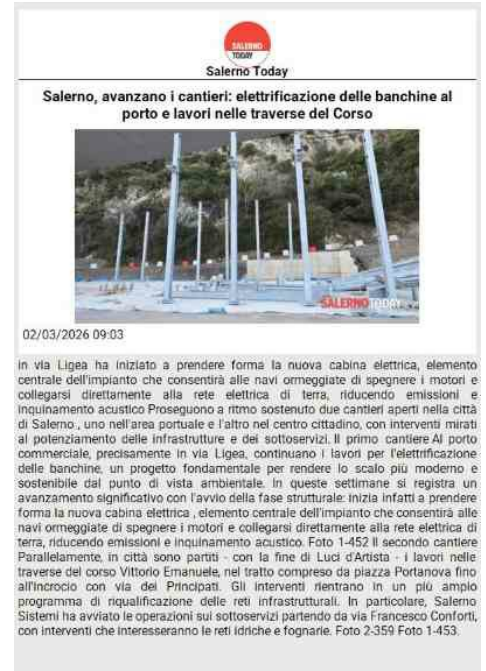 SALERNO
TODAY
Salerno Today
Salerno, avanzano i cantieri: elettrificazione delle banchine al
porto e lavori nelle traverse del Corso
SALERNOTODAY
02/03/2026 09:03
in via Ligea ha iniziato a prendere forma la nuova cabina elettrica, elemento
centrale dell'impianto che consentirà alle navi ormeggiate di spegnere i motori e
collegarsi direttamente alla rete elettrica di terra, riducendo emissioni e
inquinamento acustico Proseguono a ritmo sostenuto due cantieri aperti nella città
di Salerno , uno nell'area portuale e l'altro nel centro cittadino, con interventi mirati
al potenziamento delle infrastrutture e dei sottoservizi. Il primo cantiere Al porto
commerciale, precisamente in via Ligea, continuano i lavori per l'elettrificazione
delle banchine, un progetto fondamentale per rendere lo scalo più moderno e
sostenibile dal punto di vista ambientale. In queste settimane si registra un
avanzamento significativo con l'avvio della fase strutturale: inizia infatti a prendere
forma la nuova cabina elettrica , elemento centrale dell'impianto che consentirà alle
navi ormeggiate di spegnere i motori e collegarsi direttamente alla rete elettrica di
terra, riducendo emissioni e inquinamento acustico. Foto 1-452 Il secondo cantiere
Parallelamente, in città sono partiti - con la fine di Luci d'Artista - i lavori nelle
traverse del corso Vittorio Emanuele, nel tratto compreso da piazza Portanova fino
all'incrocio con via dei Principati. Gli interventi rientrano in un più ampio
programma di riqualificazione delle reti infrastrutturali. In particolare, Salerno
Sistemi ha avviato le operazioni sui sottoservizi partendo da via Francesco Conforti,
con interventi che interesseranno le reti idriche e fognarie. Foto 2-359 Foto 1-453.